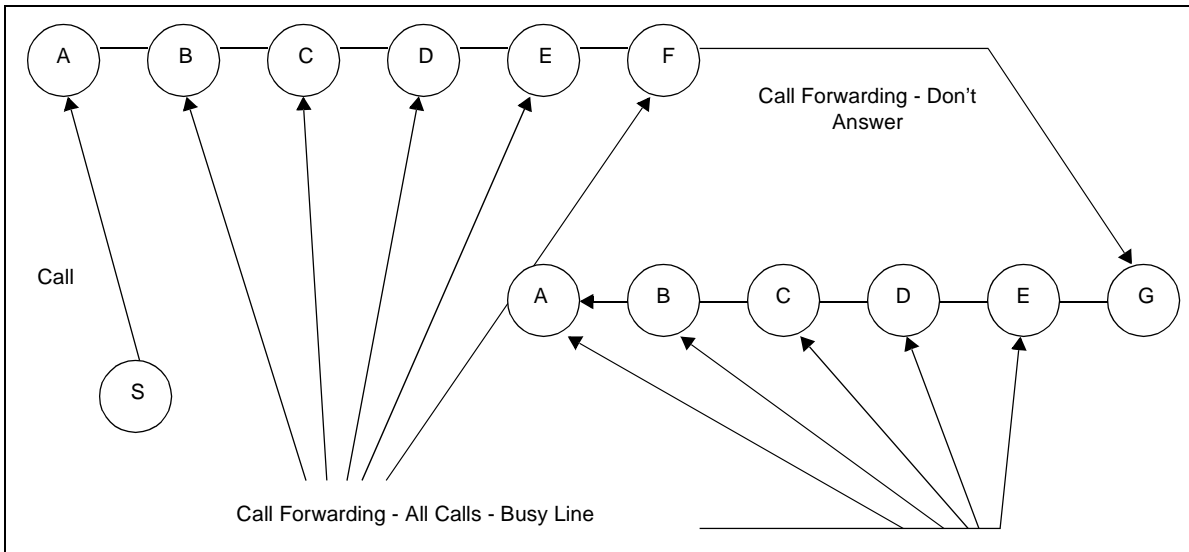 A B C D E F
Call Forwarding - Don't
Answer
Call
A B C D E G
S
Call Forwarding - All Calls - Busy Line